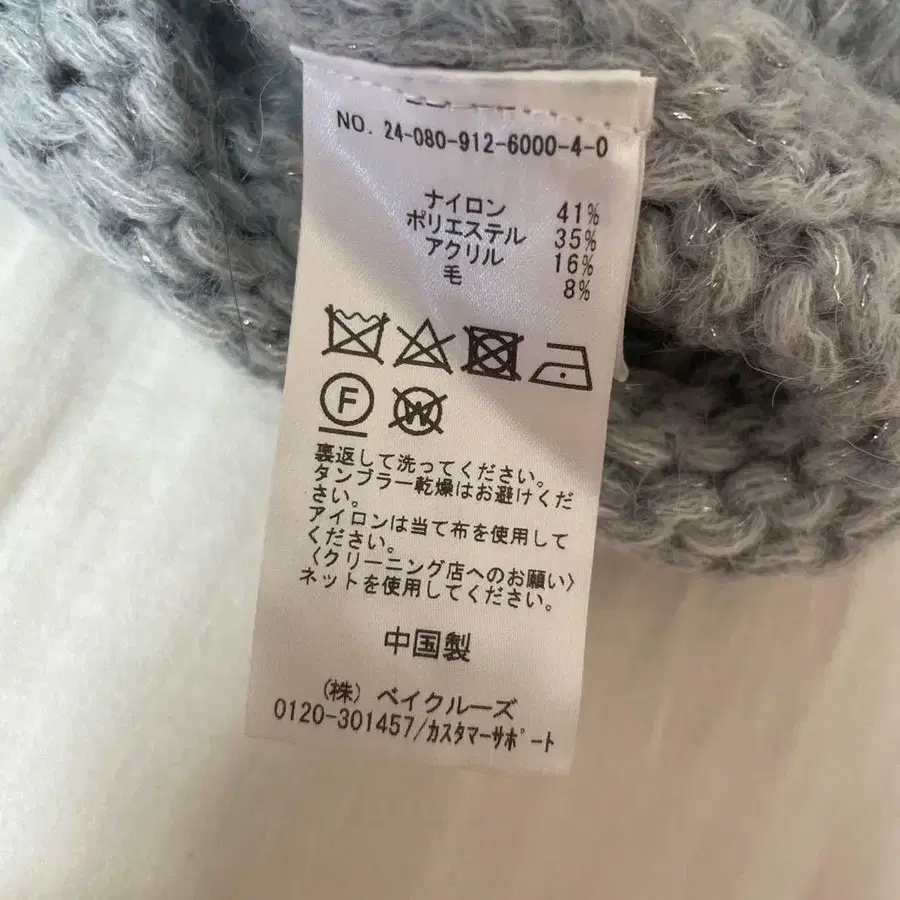 NO. 24-080-912-6000-4-0
ナイロン 41%
ポリエステル 35%
アクリル 16%
毛 8%
F W
裏返して洗ってください。
タンブラー乾燥はお避けくだ
さい。
アイロンは当て布を使用して
ください。
〈クリーニング店へのお願い〉
ネットを使用してください。
中国製
(株) ベイクルーズ
0120-301457/カスタマーサポート